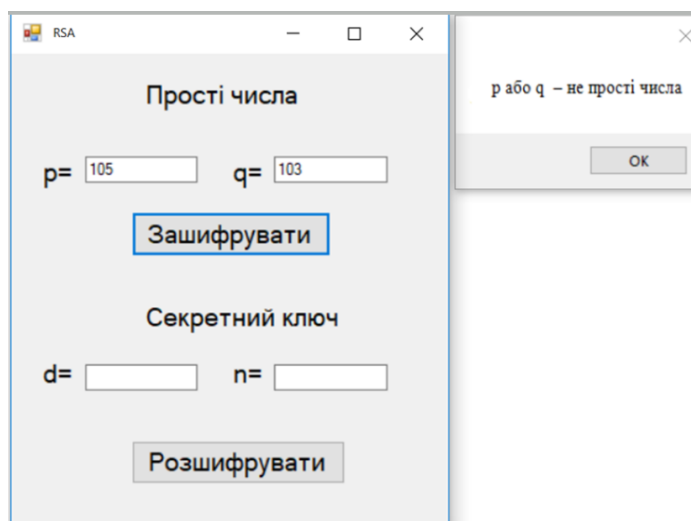 RSA
Прості числа
p= 105 q= 103
Зашифрувати
Секретний ключ
d= n=
Розшифрувати
p або q – не прості числа
OK